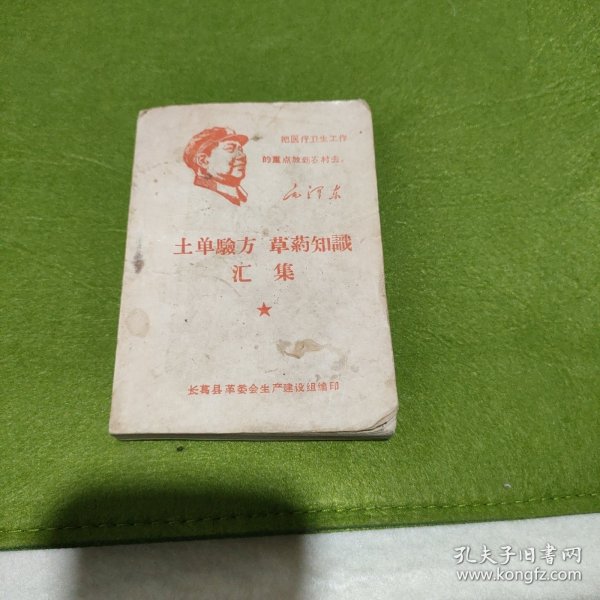 把医疗卫生工作
的重点放到农村去。
毛泽东
土单驗方 草葯知識
汇 集
长葛县革委会生产建设组编印
孔夫子旧书网
www.kongfz.com